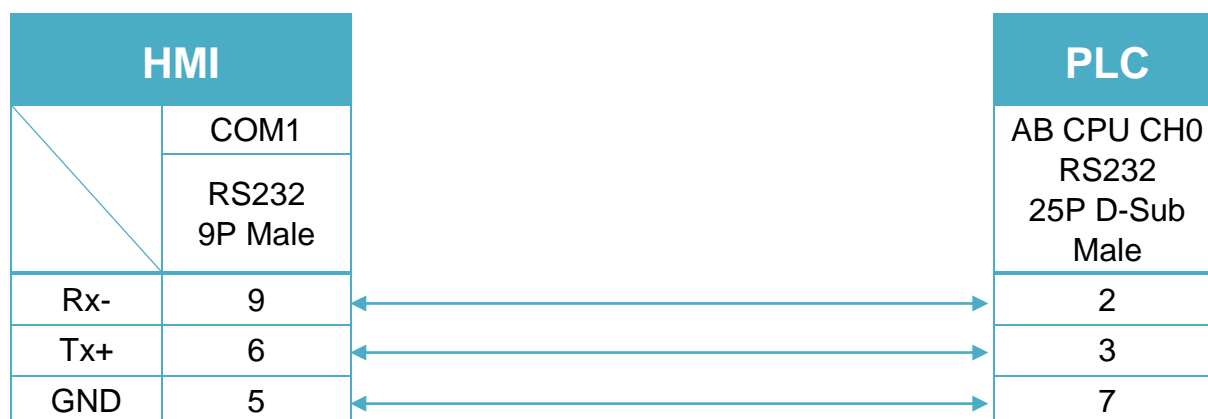 HMI
PLC
COM1
RS232
9P Male
AB CPU CH0
RS232
25P D-Sub
Male
Rx- 9 2
Tx+ 6 3
GND 5 7